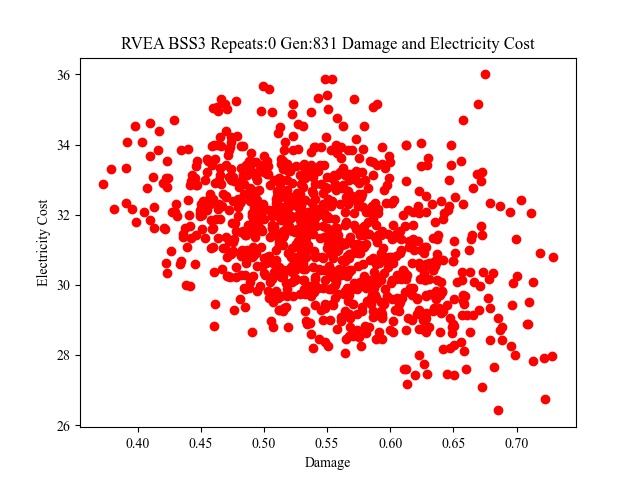 RVEA BSS3 Repeats:0 Gen:831 Damage and Electricity Cost
36
34
32
30
28
26
Electricity Cost
0.40 0.45 0.50 0.55 0.60 0.65 0.70
Damage